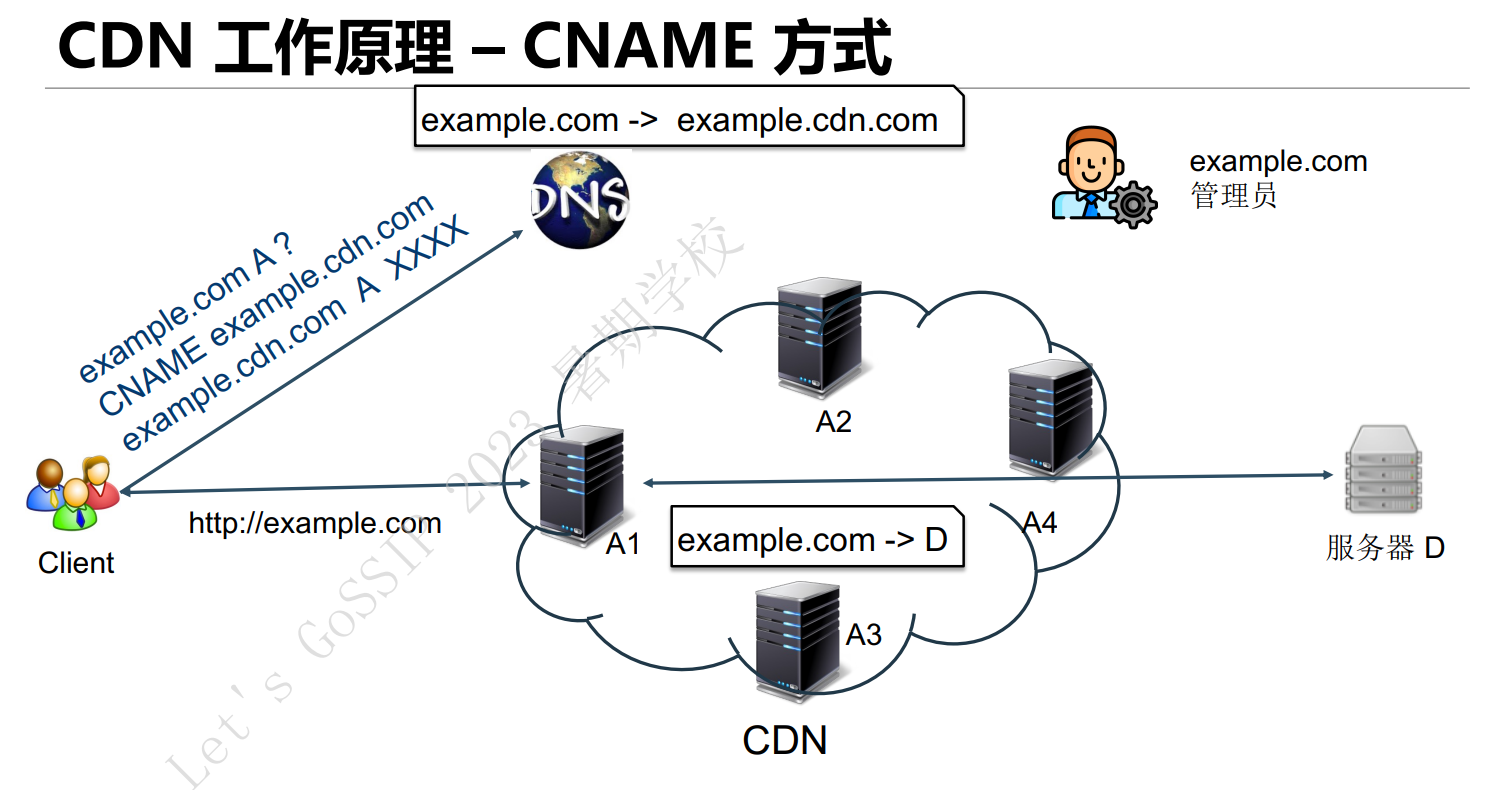 CDN 工作原理 – CNAME 方式
example.com -> example.cdn.com
DNS
example.com
管理员
example.com A ?
CNAME example.cdn.com
example.cdn.com A XXXX
A2
Client
http://example.com
A1
example.com -> D
A4
服务器 D
A3
CDN
Let's GoSSIP 2023 暑期学校